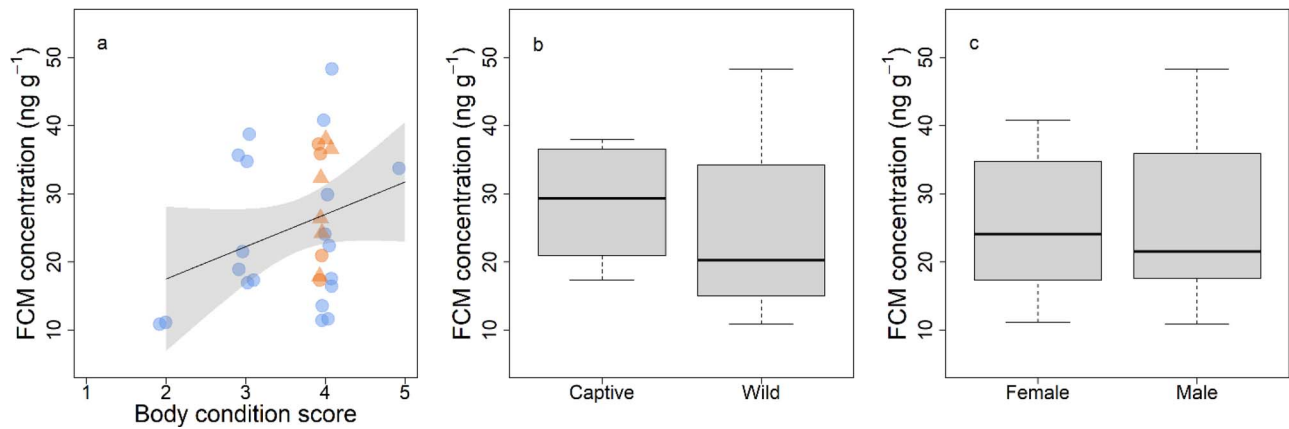 a
FCM concentration (ng g⁻¹)
10 20 30 40 50
1 2 3 4 5
Body condition score
b
FCM concentration (ng g⁻¹)
10 20 30 40 50
Captive Wild
c
FCM concentration (ng g⁻¹)
10 20 30 40 50
Female Male